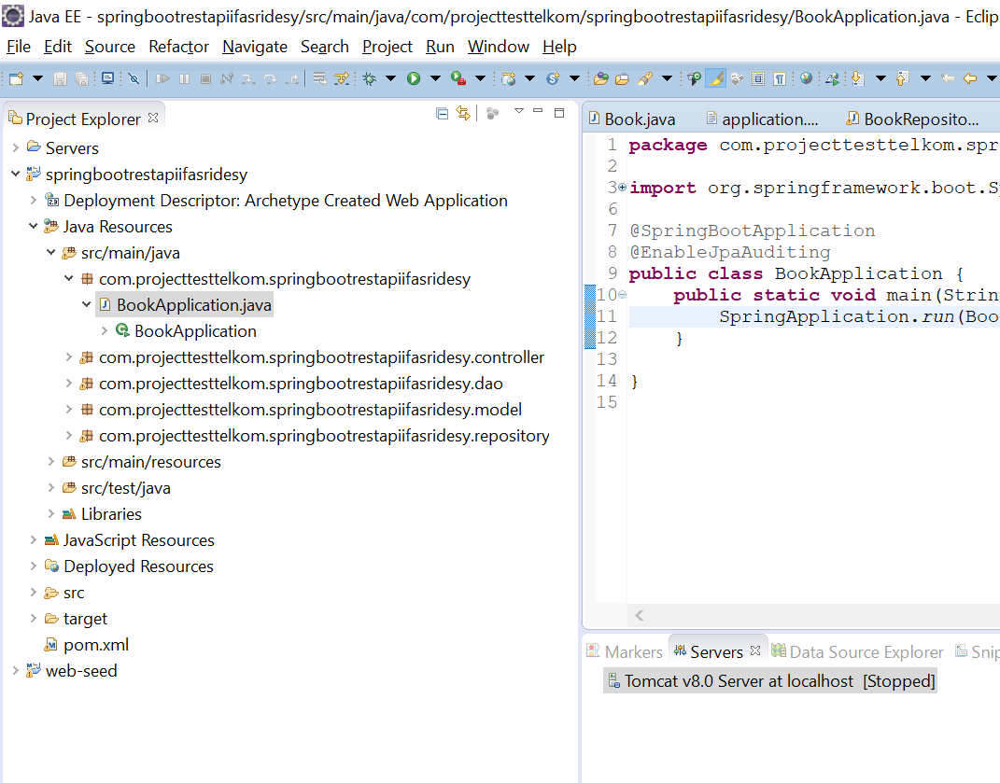 Java EE - springbootrestapiifasridesy/src/main/java/com/projecttesttelkom/springbootrestapiifasridesy/BookApplication.java - Eclip
File Edit Source Refactor Navigate Search Project Run Window Help
Project Explorer
Servers
springbootrestapiifasridesy
Deployment Descriptor: Archetype Created Web Application
Java Resources
src/main/java
com.projecttesttelkom.springbootrestapiifasridesy
BookApplication.java
BookApplication
com.projecttesttelkom.springbootrestapiifasridesy.controller
com.projecttesttelkom.springbootrestapiifasridesy.dao
com.projecttesttelkom.springbootrestapiifasridesy.model
com.projecttesttelkom.springbootrestapiifasridesy.repository
src/main/resources
src/test/java
Libraries
JavaScript Resources
Deployed Resources
src
target
pom.xml
web-seed
Book.java application.... BookReposito...
1 package com.projecttesttelkom.spr
2
3 import org.springframework.boot.Sp
6
7 @SpringBootApplication
8 @EnableJpaAuditing
9 public class BookApplication {
10 public static void main(String
11 SpringApplication.run(Boo
12 }
13
14 }
15
Markers Servers Data Source Explorer Snip
Tomcat v8.0 Server at localhost [Stopped]